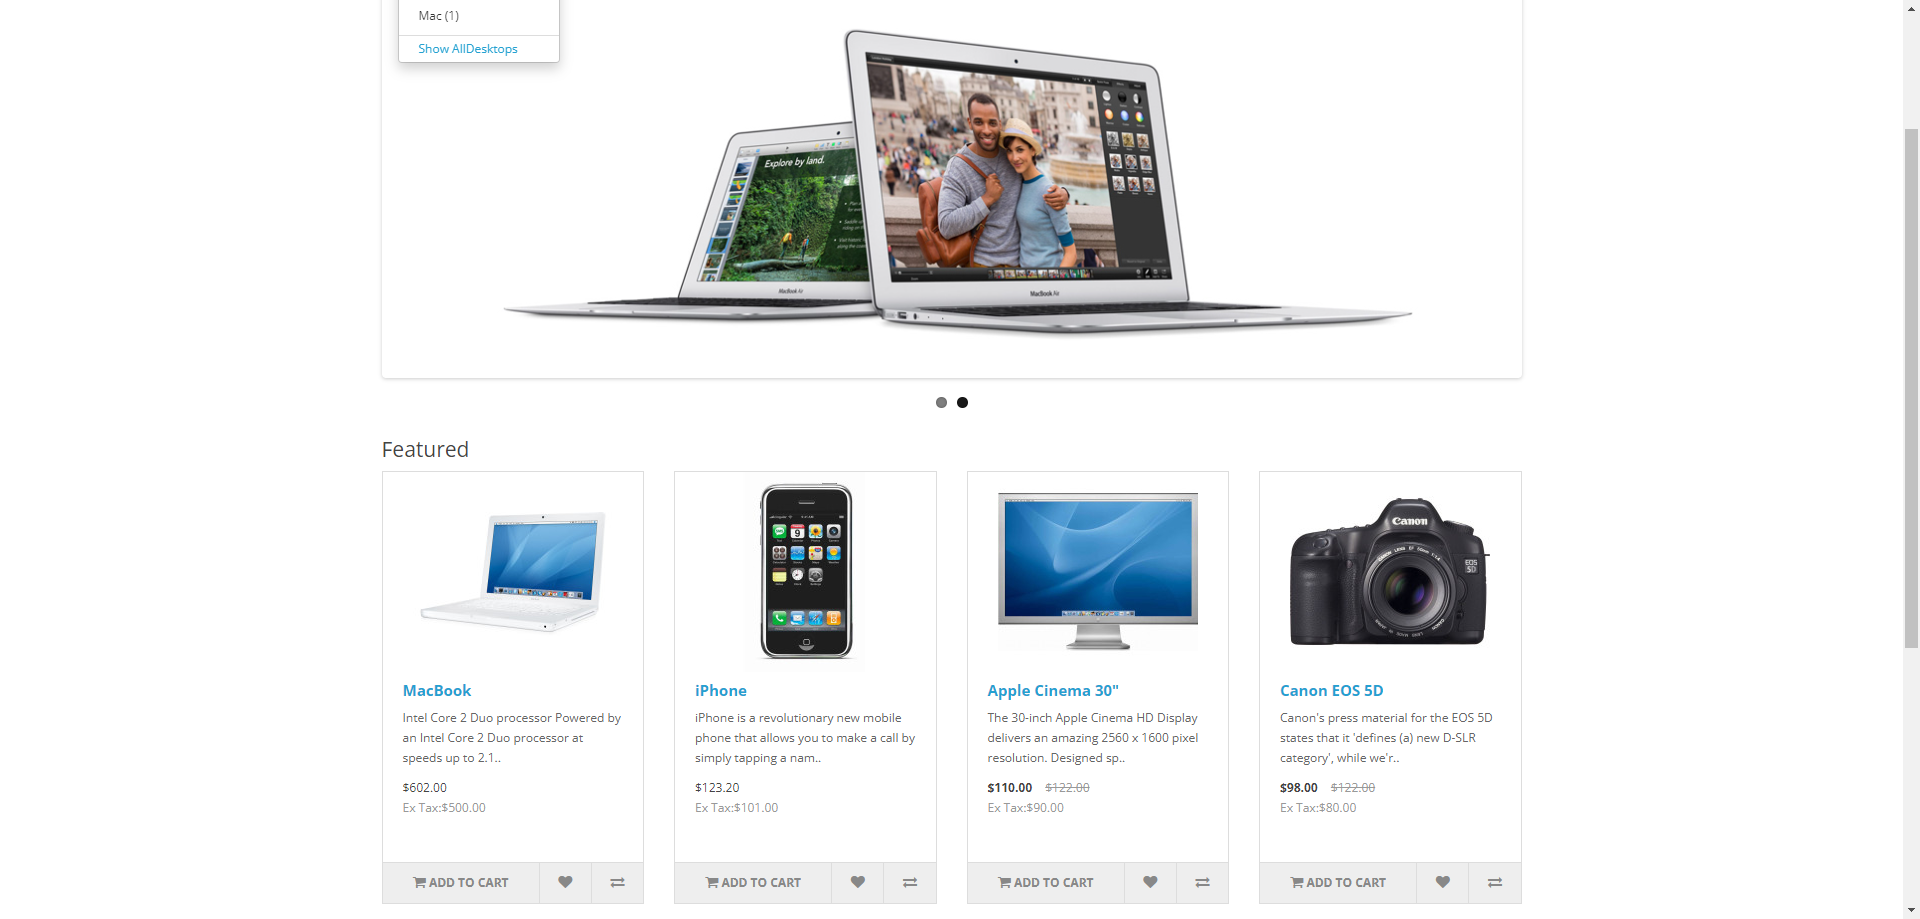 Mac (1)
Show AllDesktops
Explore by land.
MacBook Air
MacBook Air
Featured
Canon
EOS
5D
MacBook
Intel Core 2 Duo processor Powered by
an Intel Core 2 Duo processor at
speeds up to 2.1..
$602.00
Ex Tax:$500.00
ADD TO CART
iPhone
iPhone is a revolutionary new mobile
phone that allows you to make a call by
simply tapping a nam..
$123.20
Ex Tax:$101.00
ADD TO CART
Apple Cinema 30"
The 30-inch Apple Cinema HD Display
delivers an amazing 2560 x 1600 pixel
resolution. Designed sp..
$110.00 $122.00
Ex Tax:$90.00
ADD TO CART
Canon EOS 5D
Canon's press material for the EOS 5D
states that it 'defines (a) new D-SLR
category', while we'r..
$98.00 $122.00
Ex Tax:$80.00
ADD TO CART